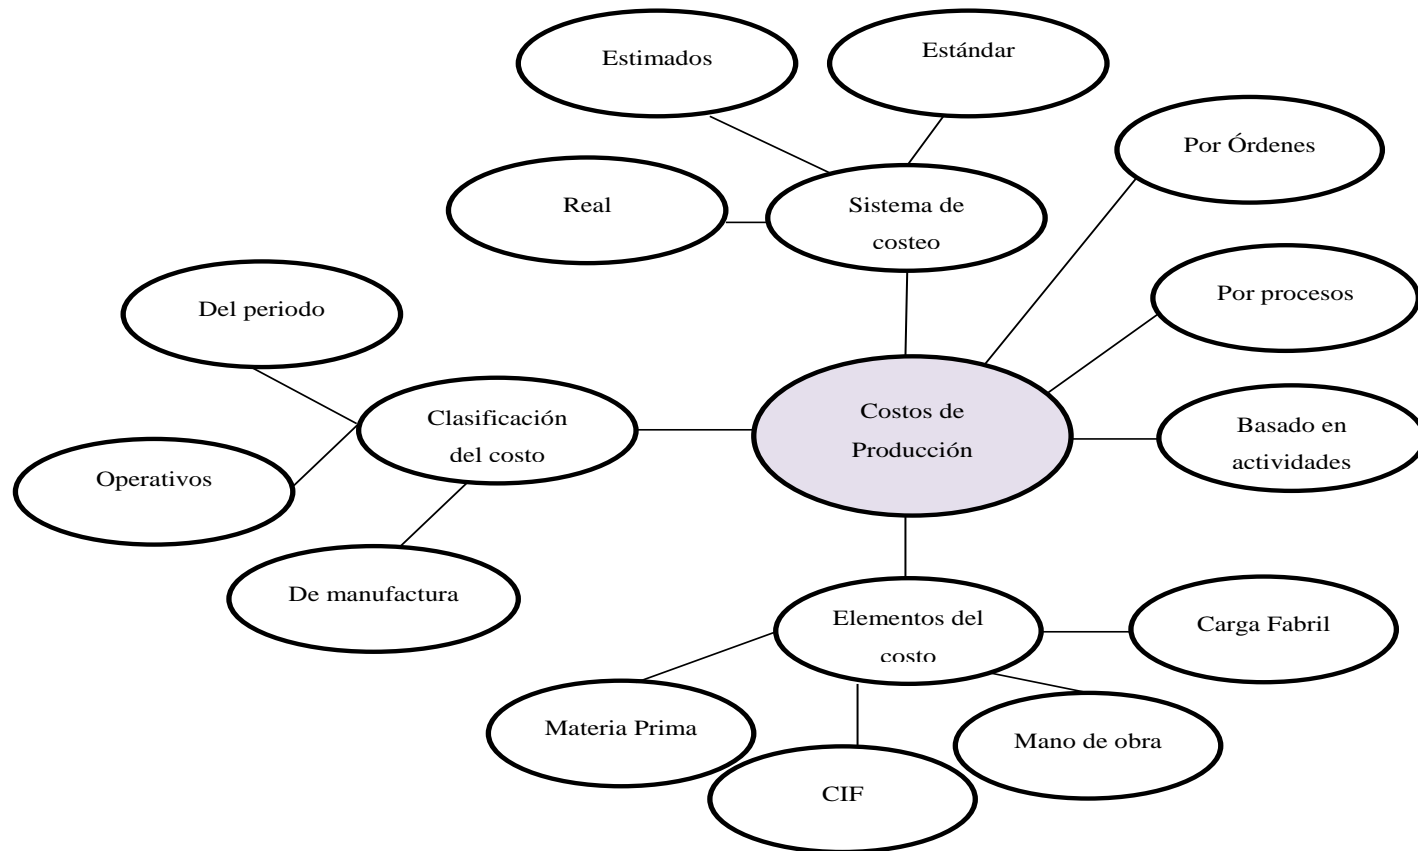 Estimados
Estándar
Por Órdenes
Real
Sistema de
costeo
Del periodo
Por procesos
Clasificación
del costo
Costos de
Producción
Basado en
actividades
Operativos
De manufactura
Elementos del
costo
Carga Fabril
Materia Prima
Mano de obra
CIF